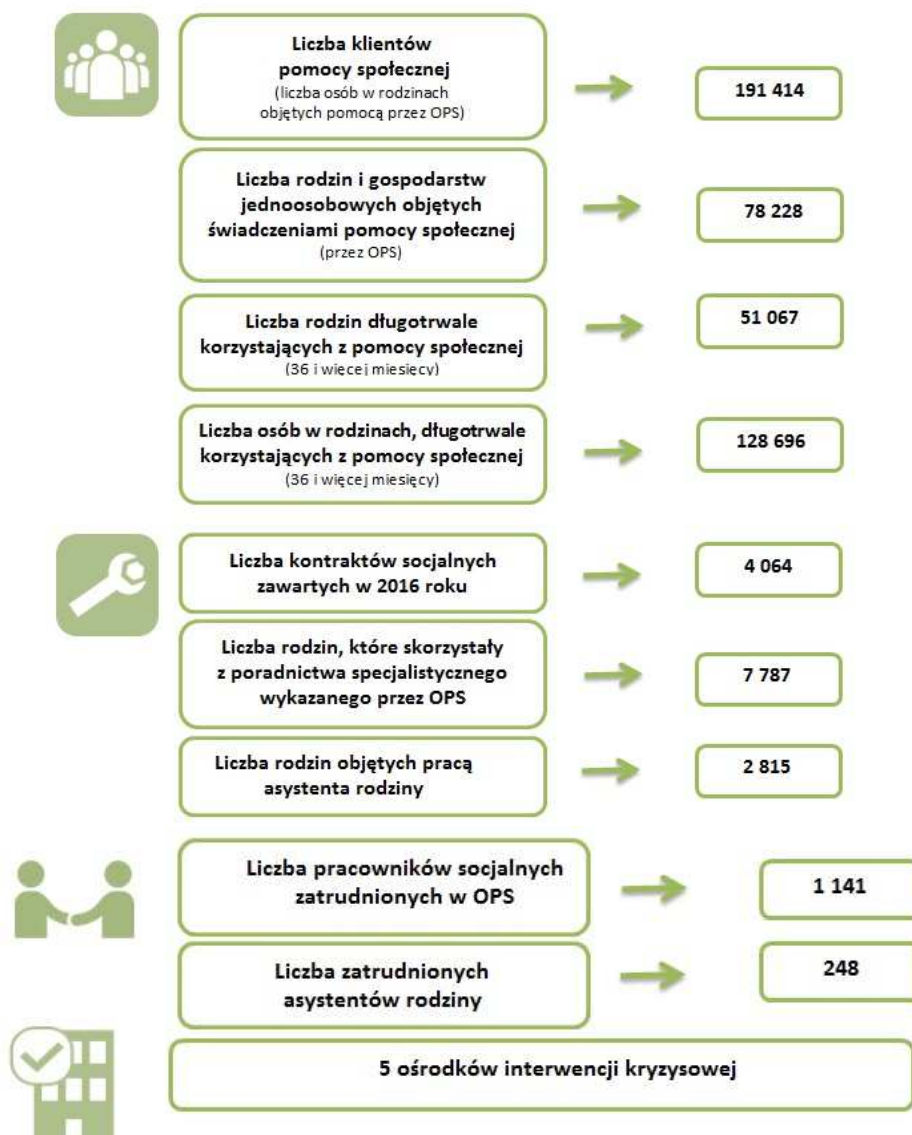 Liczba klientów
pomocy społecznej
(liczba osób w rodzinach
objętych pomocą przez OPS)
191 414
Liczba rodzin i gospodarstw
jednoosobowych objętych
świadczeniami pomocy społecznej
(przez OPS)
78 228
Liczba rodzin długotrwale
korzystających z pomocy społecznej
(36 i więcej miesięcy)
51 067
Liczba osób w rodzinach, długotrwale
korzystających z pomocy społecznej
(36 i więcej miesięcy)
128 696
Liczba kontraktów socjalnych
zawartych w 2016 roku
4 064
Liczba rodzin, które skorzystały
z poradnictwa specjalistycznego
wykazanego przez OPS
7 787
Liczba rodzin objętych pracą
asystenta rodziny
2 815
Liczba pracowników socjalnych
zatrudnionych w OPS
1 141
Liczba zatrudnionych
asystentów rodziny
248
5 ośrodków interwencji kryzysowej